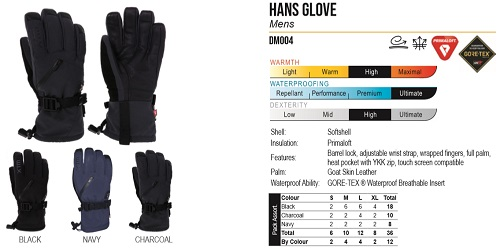 HANS GLOVE
Mens
DM004
PRIMALOFT
GORE-TEX
WARMTH
Light Warm High Maximal
WATERPROOFING
Repellant Performance Premium Ultimate
DEXTERITY
Low Mid High Ultimate
Shell: Softshell
Insulation: Primaloft
Features: Barrel lock, adjustable wrist strap, wrapped fingers, full palm,
heat pocket with YKK zip, touch screen compatible
Palm: Goat Skin Leather
Waterproof Ability: GORE-TEX ® Waterproof Breathable Insert
Pack Assort.
Colour S M L XL Total
Black 2 6 6 4 18
Charcoal 2 2 4 2 10
Navy 2 2 2 2 8
Total 6 10 12 8 36
By Colour 2 2 4 4 12
BLACK NAVY CHARCOAL